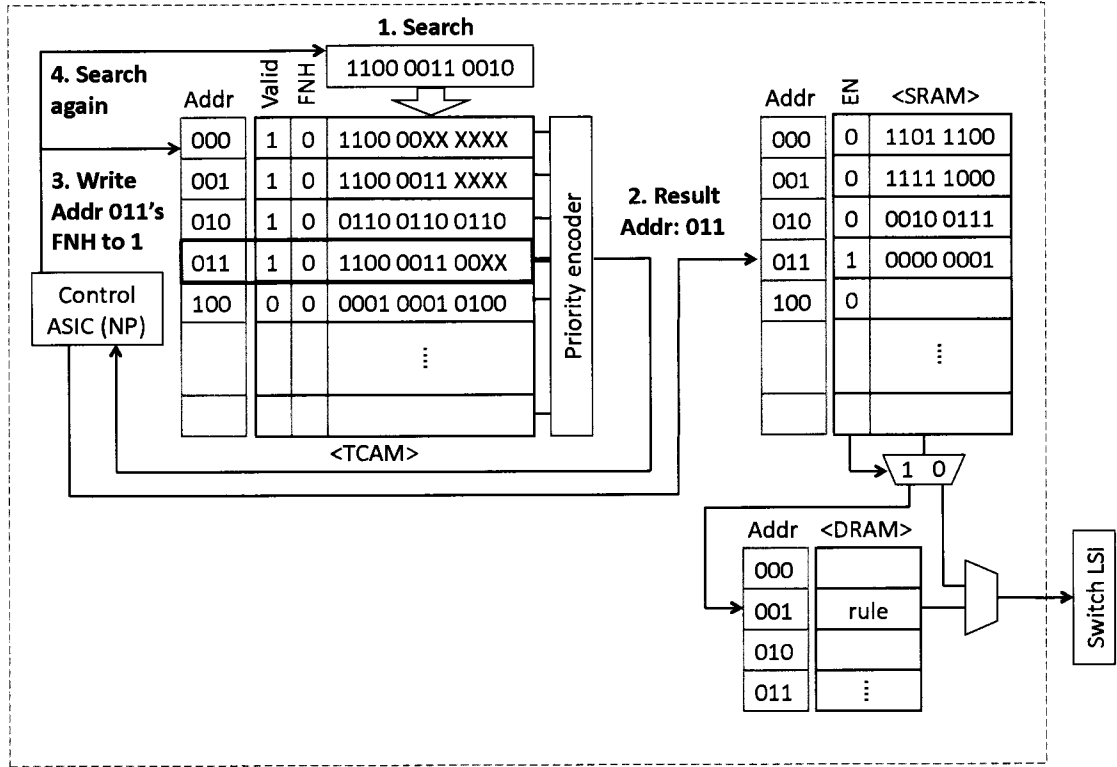 1. Search
1100 0011 0010
4. Search
again
3. Write
Addr 011's
FNH to 1
Control
ASIC (NP)
Addr Valid FNH
000 1 0 1100 00XX XXXX
001 1 0 1100 0011 XXXX
010 1 0 0110 0110 0110
011 1 0 1100 0011 00XX
100 0 0 0001 0001 0100
<TCAM>
Priority encoder
2. Result
Addr: 011
Addr EN <SRAM>
000 0 1101 1100
001 0 1111 1000
010 0 0010 0111
011 1 0000 0001
100 0
1 0
Addr <DRAM>
000
001 rule
010
011
Switch LSI